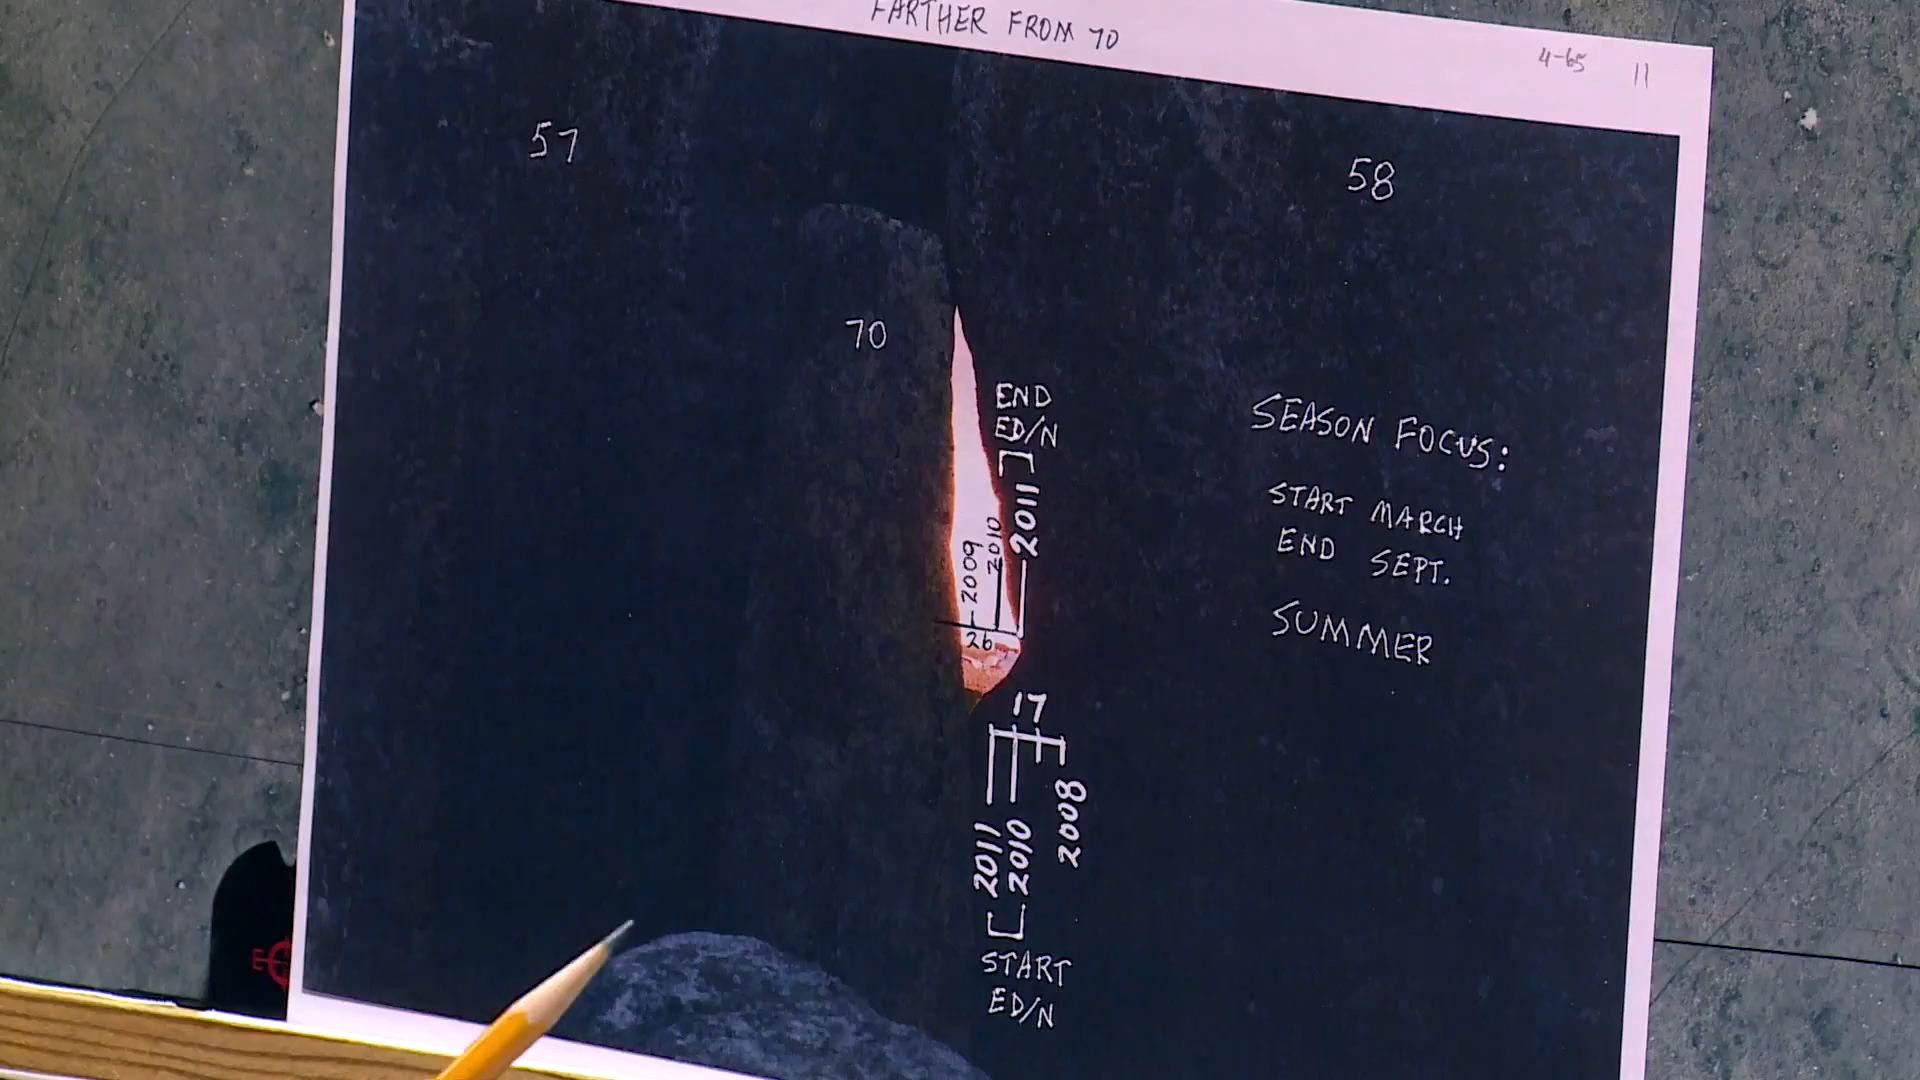 FARTHER FROM 70
4-65 11
57
58
70
END
ED/N
2011
2010
2009
26
SEASON FOCUS:
START MARCH
END SEPT.
SUMMER
17
2008
2011
2010
START
ED/N